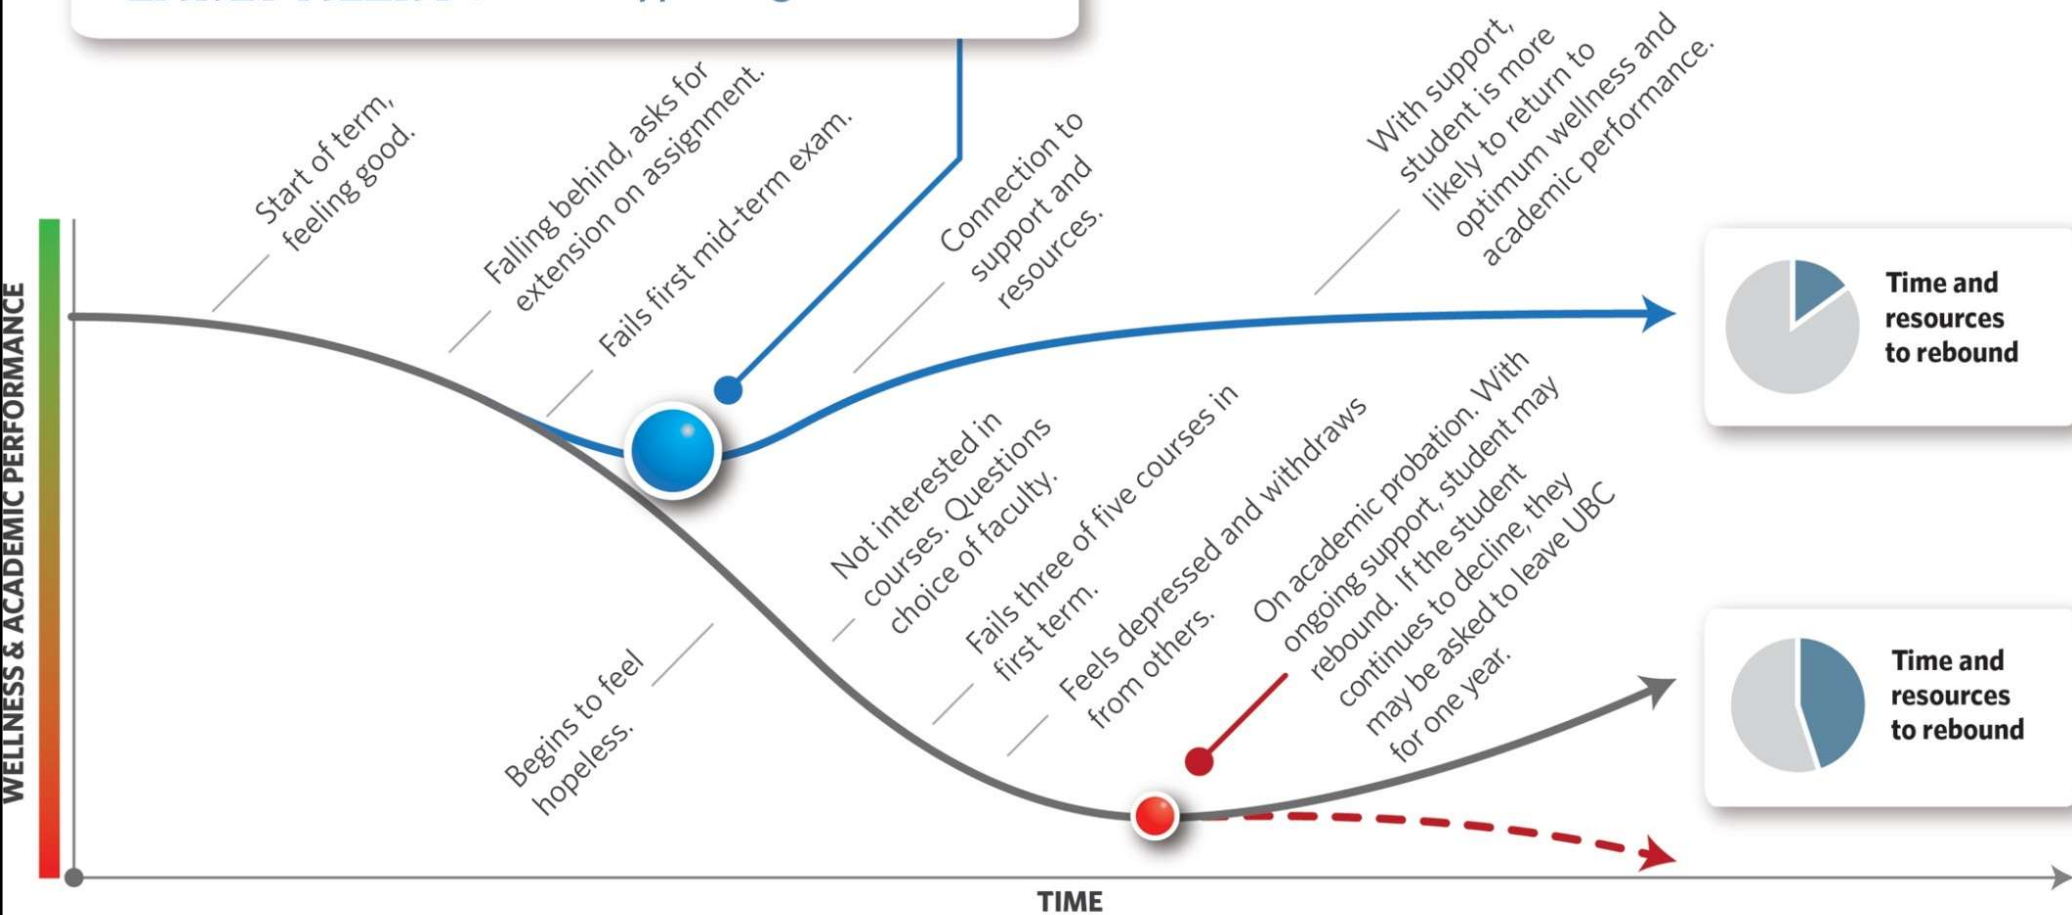 Start of term,
feeling good.
Falling behind, asks for
extension on assignment.
Fails first mid-term exam.
Connection to
support and
resources.
With support,
student is more
likely to return to
optimum wellness and
academic performance.
Time and
resources
to rebound
WELLNESS & ACADEMIC PERFORMANCE
Begins to feel
hopeless.
Not interested in
courses. Questions
choice of faculty.
Fails three of five courses in
first term.
Feels depressed and withdraws
from others.
On academic probation. With
ongoing support, student may
rebound. If the student
continues to decline, they
may be asked to leave UBC
for one year.
Time and
resources
to rebound
TIME